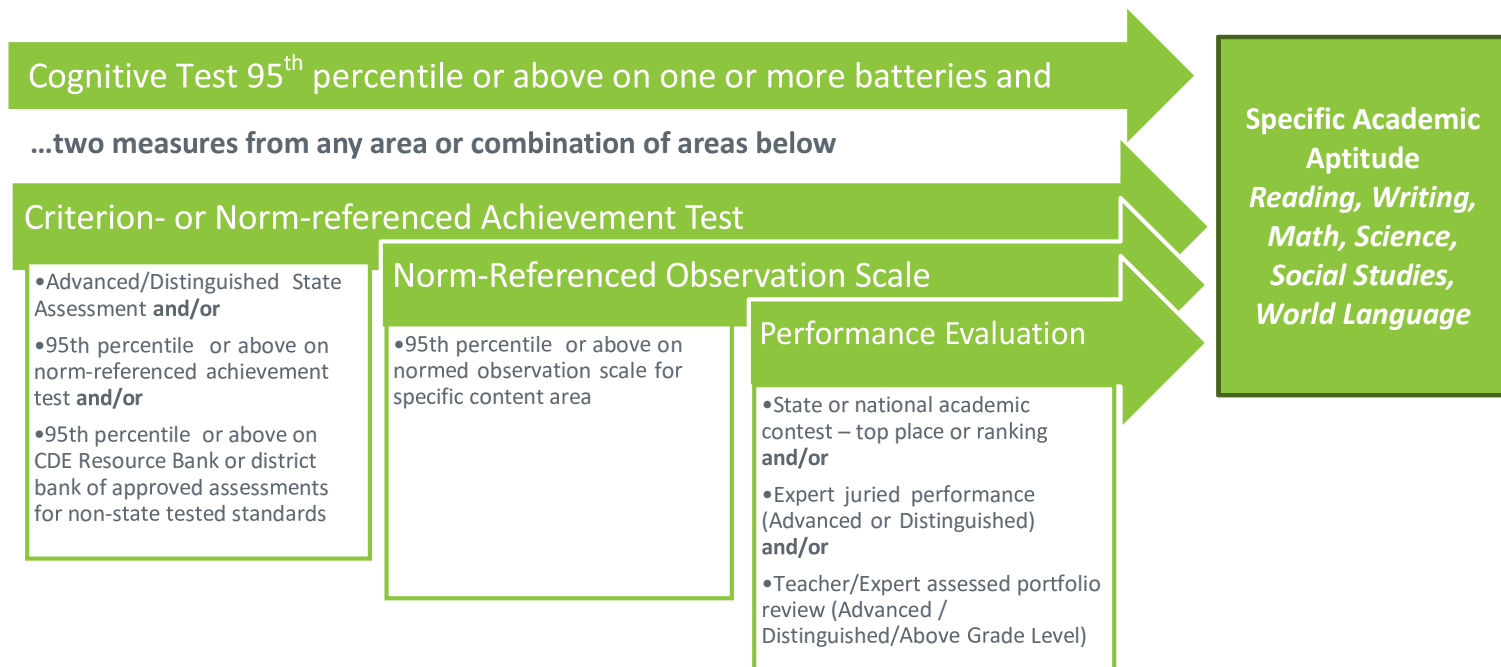 Cognitive Test 95th percentile or above on one or more batteries and
...two measures from any area or combination of areas below
Criterion- or Norm-referenced Achievement Test
•Advanced/Distinguished State
Assessment and/or
•95th percentile or above on
norm-referenced achievement
test and/or
•95th percentile or above on
CDE Resource Bank or district
bank of approved assessments
for non-state tested standards
Norm-Referenced Observation Scale
•95th percentile or above on
normed observation scale for
specific content area
Performance Evaluation
•State or national academic
contest – top place or ranking
and/or
•Expert juried performance
(Advanced or Distinguished)
and/or
•Teacher/Expert assessed portfolio
review (Advanced /
Distinguished/Above Grade Level)
Specific Academic
Aptitude
Reading, Writing,
Math, Science,
Social Studies,
World Language